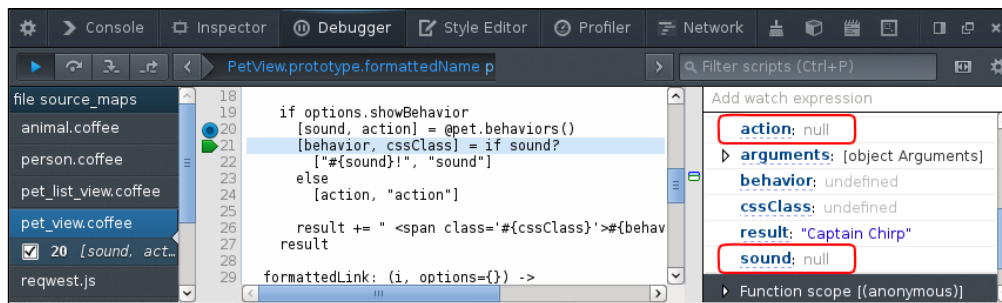 Console Inspector Debugger Style Editor Profiler Network
PetView.prototype.formattedName p
Filter scripts (Ctrl+P)
file source_maps
animal.coffee
person.coffee
pet_list_view.coffee
pet_view.coffee
20 [sound, act…
reqwest.js
18
19 if options.showBehavior
20 [sound, action] = @pet.behaviors()
21 [behavior, cssClass] = if sound?
22 ["#{sound}!", "sound"]
23 else
24 [action, "action"]
25
26 result += " <span class='#{cssClass}'>#{behav
27 result
28
29 formattedLink: (i, options={}) ->
Add watch expression
action: null
arguments: [object Arguments]
behavior: undefined
cssClass: undefined
result: "Captain Chirp"
sound: null
Function scope [(anonymous)]